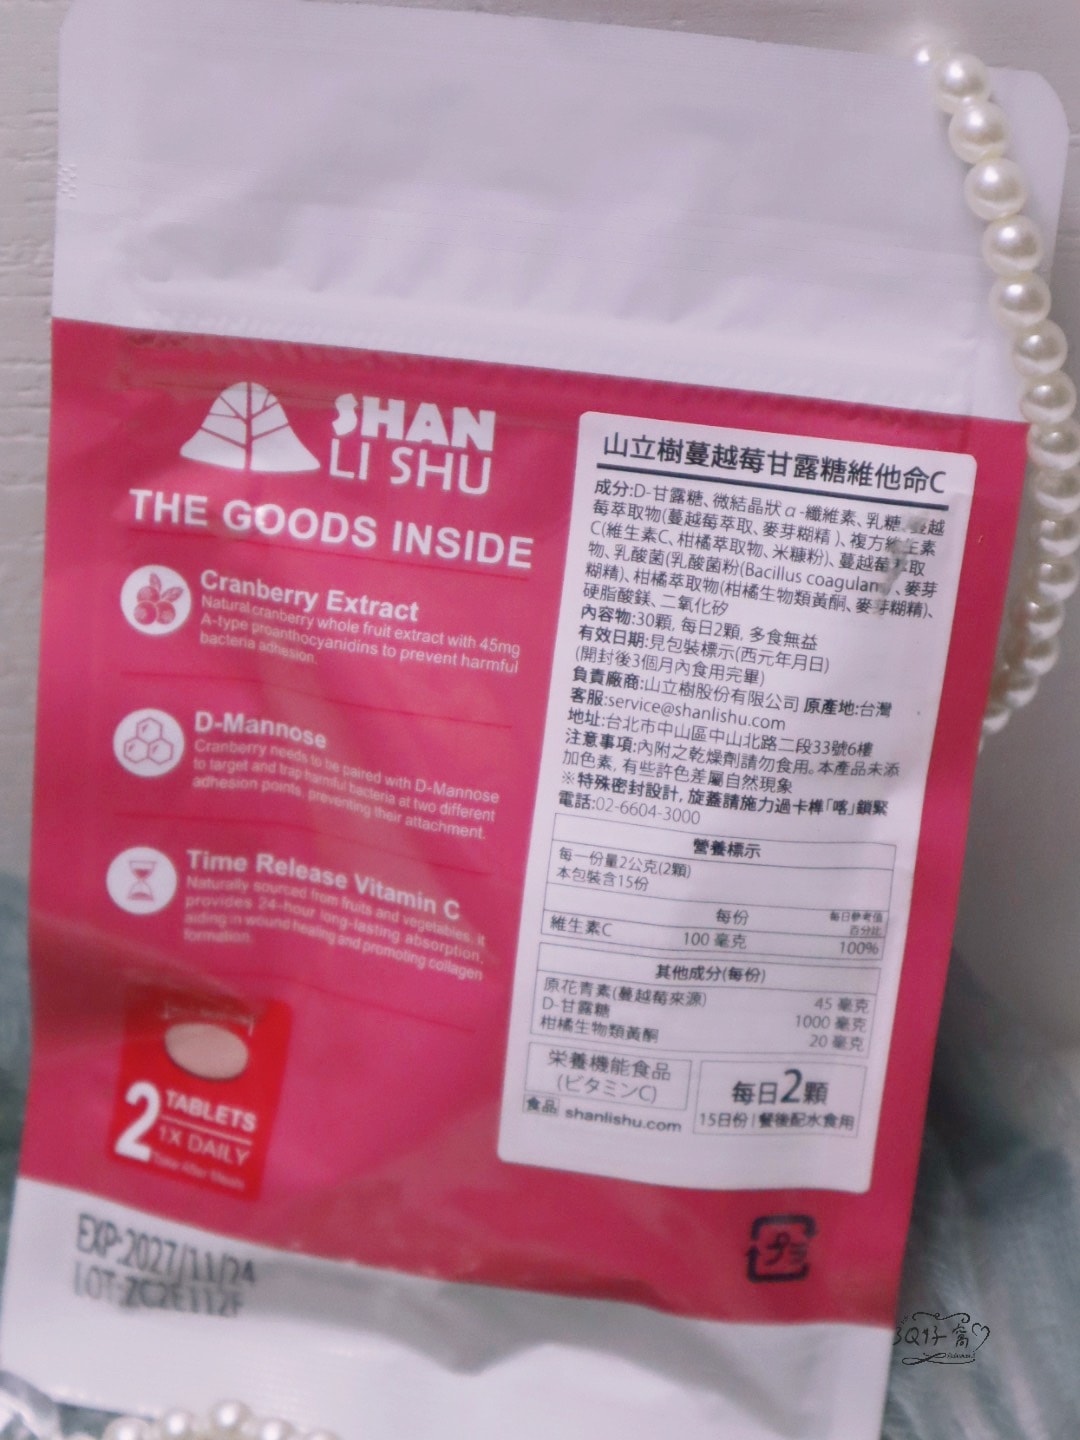 SHAN
LI SHU
THE GOODS INSIDE
Cranberry Extract
Natural cranberry whole fruit extract with 45mg
A-type proanthocyanidins to prevent harmful
bacteria adhesion.
D-Mannose
Cranberry needs to be paired with D-Mannose
to target and trap harmful bacteria at two different
adhesion points, preventing their attachment.
Time Release Vitamin C
Naturally sourced from fruits and vegetables, it
provides 24-hour long-lasting absorption,
aiding in wound healing and promoting collagen
formation.
2 TABLETS
1X DAILY
Take After Meals
EXP:2027/11/24
山立樹蔓越莓甘露糖維他命C
成分:D-甘露糖、微結晶狀α-纖維素、乳糖、蔓越
莓萃取物(蔓越莓萃取、麥芽糊精)、複方維生素
C(維生素C、柑橘萃取物、米糠粉)、蔓越莓萃取
物、乳酸菌(乳酸菌粉(Bacillus coagulans)、麥芽
糊精)、柑橘萃取物(柑橘生物類黃酮、麥芽糊精)、
硬脂酸鎂、二氧化矽
內容物:30顆, 每日2顆, 多食無益
有效日期:見包裝標示(西元年月日)
(開封後3個月內食用完畢)
負責廠商:山立樹股份有限公司 原產地:台灣
客服:service@shanlishu.com
地址:台北市中山區中山北路二段33號6樓
注意事項:內附之乾燥劑請勿食用。本產品未添
加色素, 有些許色差屬自然現象
※特殊密封設計, 旋蓋請施力過卡榫「喀」鎖緊
電話:02-6604-3000
營養標示
每一份量2公克(2顆)
本包裝含15份
每份 每日參考值百分比
維生素C 100 毫克 100%
其他成分(每份)
原花青素(蔓越莓來源) 45 毫克
D-甘露糖 1000 毫克
柑橘生物類黃酮 20 毫克
栄養機能食品
(ビタミンC)
食品 shanlishu.com
每日2顆
15日份|餐後配水食用
プラ